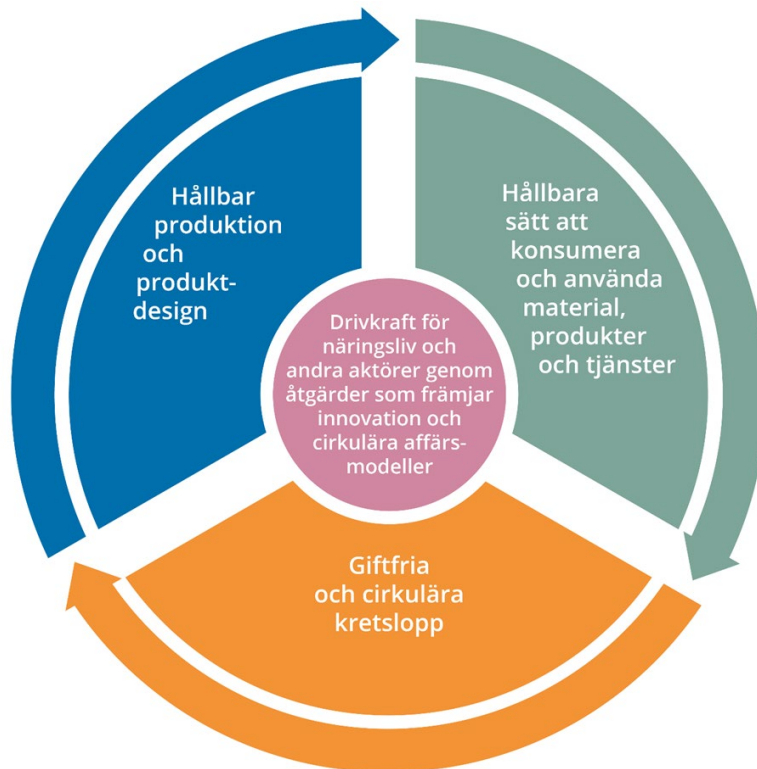 Hållbar
produktion
och
produkt-
design
Hållbara
sätt att
konsumera
och använda
material,
produkter
och tjänster
Drivkraft för
näringsliv och
andra aktörer genom
åtgärder som främjar
innovation och
cirkulära affärs-
modeller
Giftfria
och cirkulära
kretslopp